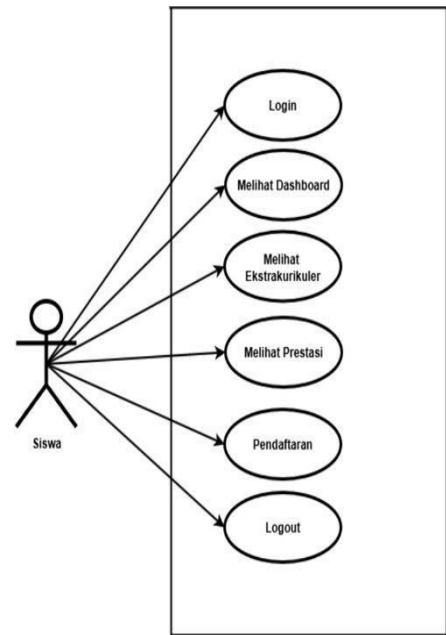 Login
Melihat Dashboard
Melihat
Ekstrakurikuler
Melihat Prestasi
Siswa
Pendaftaran
Logout